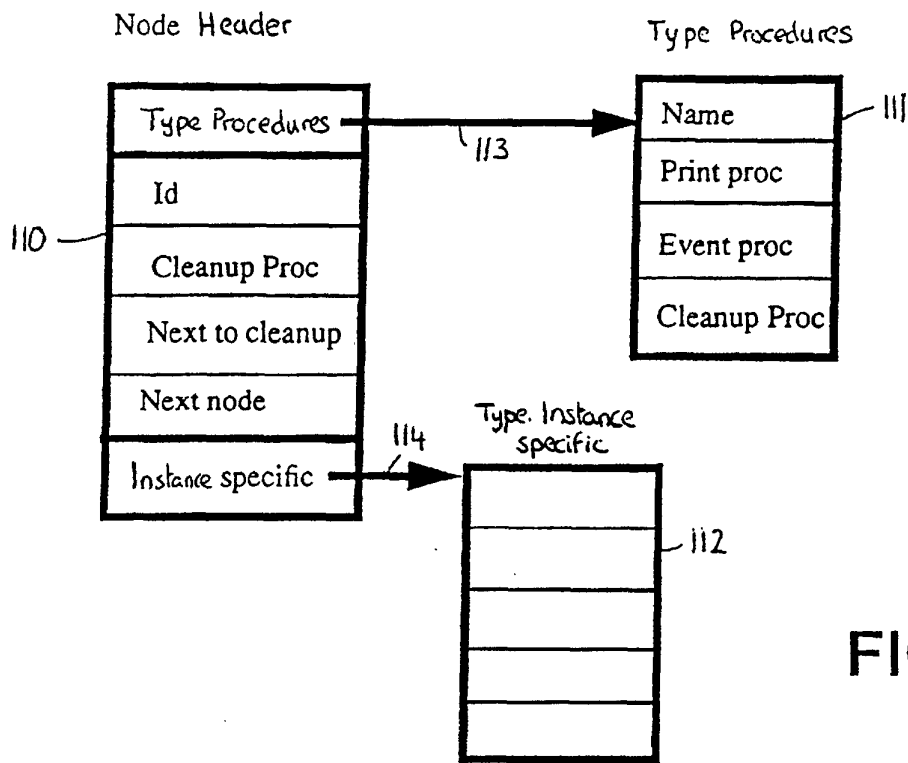 Node Header
Type Procedures
113
Id
110
Cleanup Proc
Next to cleanup
Next node
Instance specific
114
Type Procedures
Name
111
Print proc
Event proc
Cleanup Proc
Type. Instance
specific
112
FIG